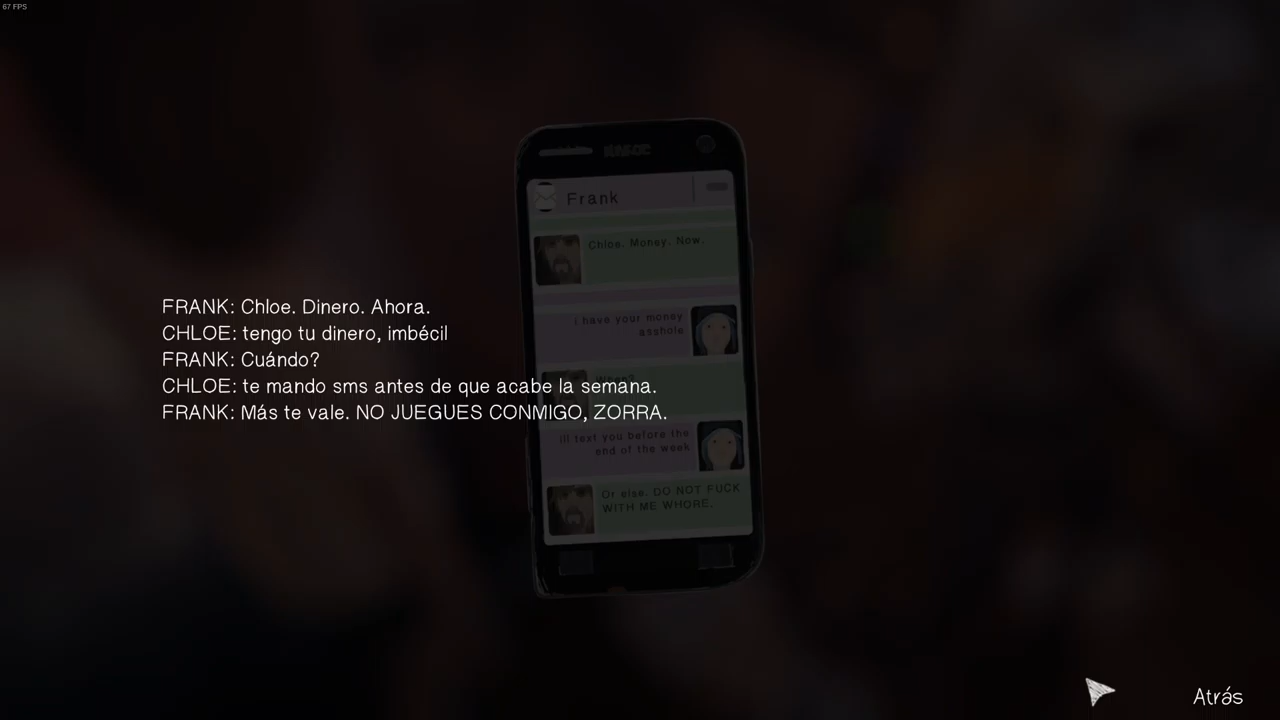 67 FPS
Frank
Chloe. Money. Now.
i have your money
asshole
FRANK: Chloe. Dinero. Ahora.
CHLOE: tengo tu dinero, imbécil
FRANK: Cuándo?
CHLOE: te mando sms antes de que acabe la semana.
FRANK: Más te vale. NO JUEGUES CONMIGO, ZORRA.
ill text you before the
end of the week
Or else. DO NOT FUCK
WITH ME WHORE.
Atrás